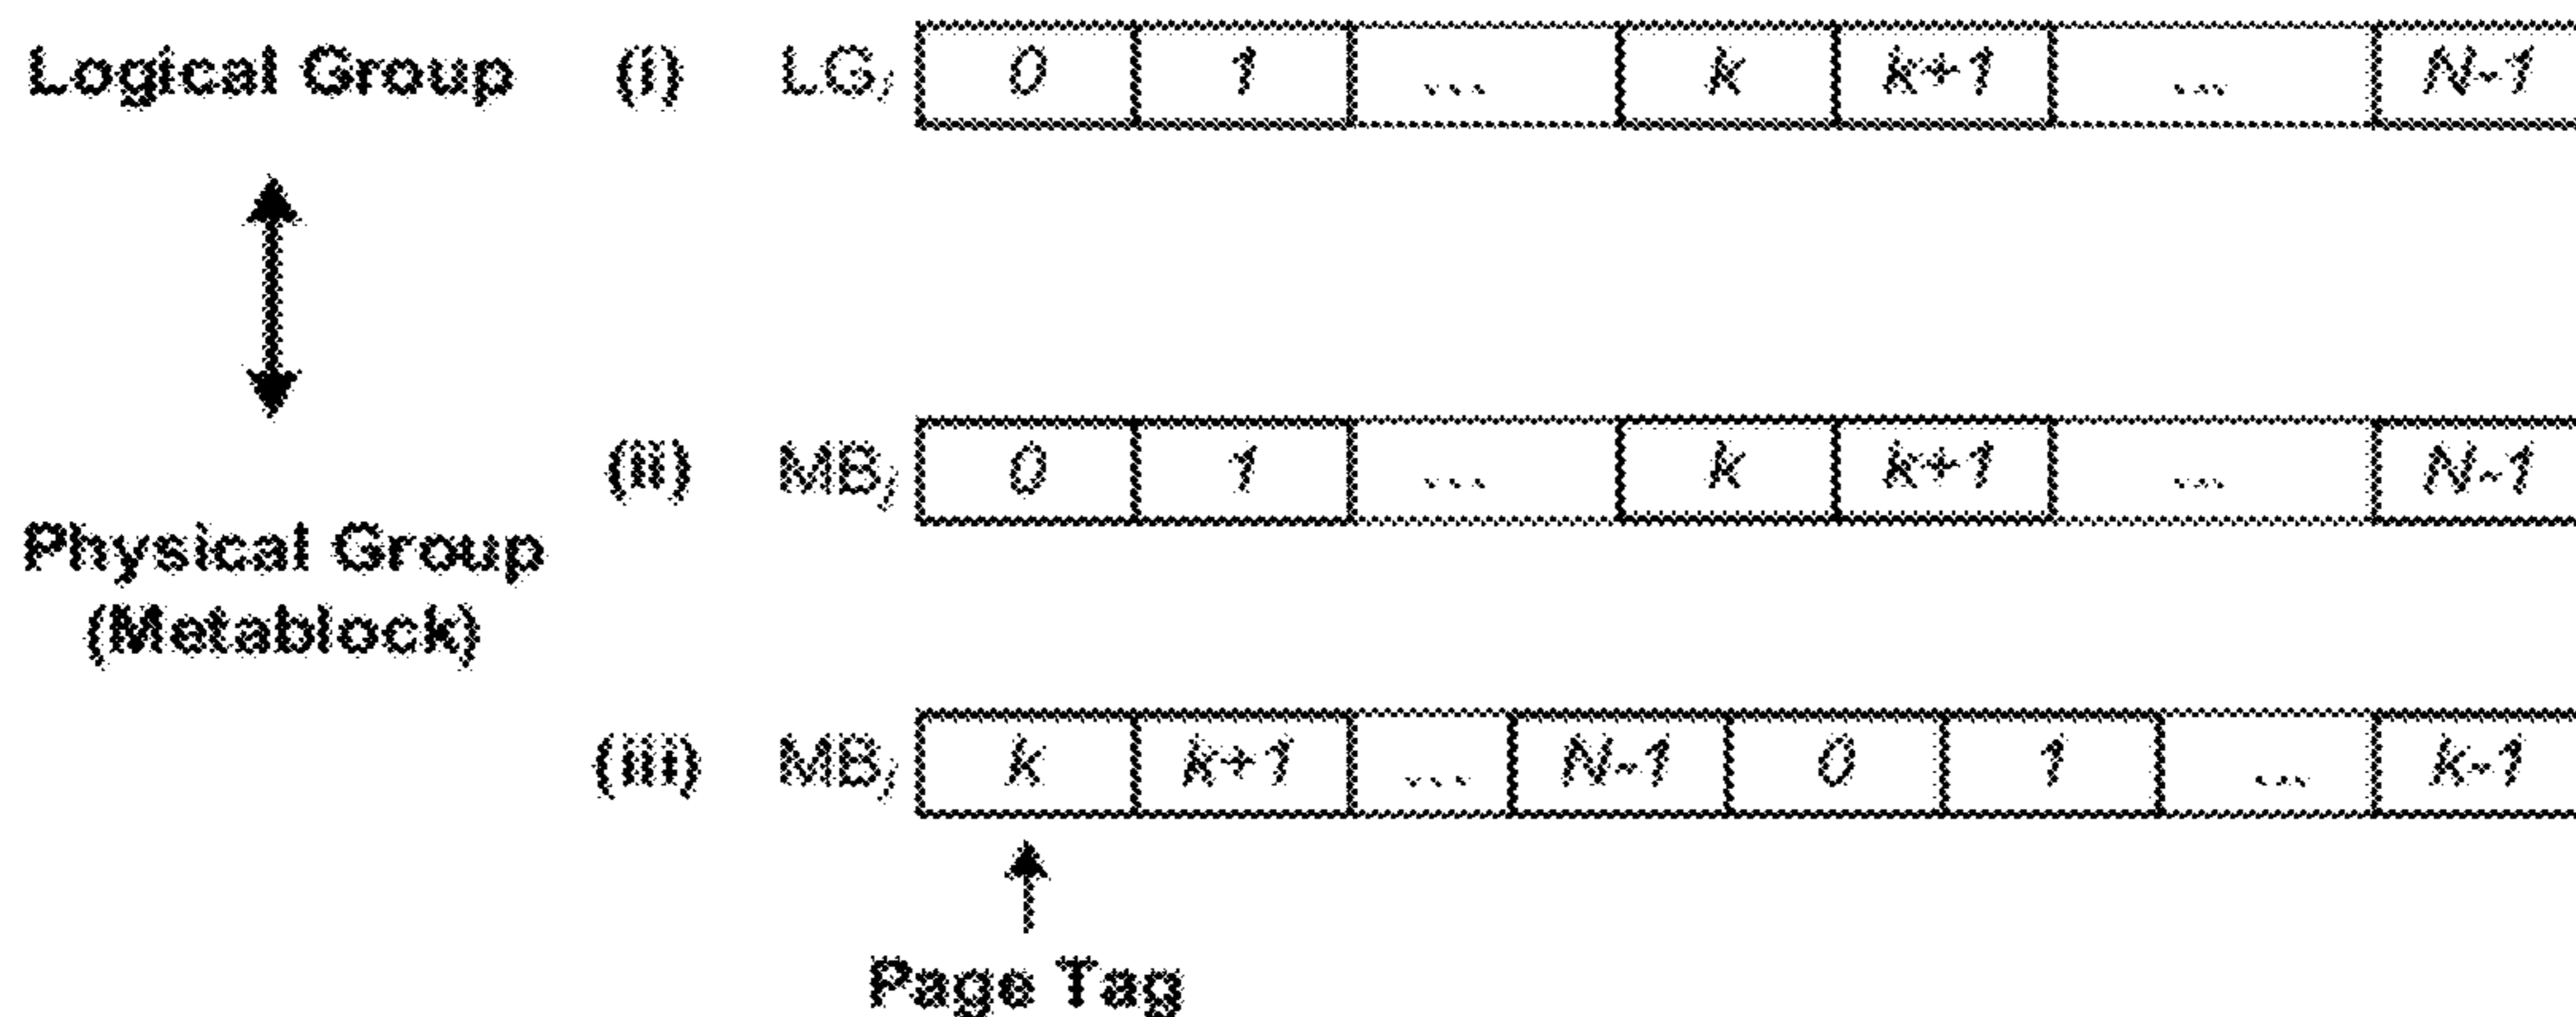 Logical Group (i) LGi 0 1 ... k k+1 ... N-1
(ii) MBj 0 1 ... k k+1 ... N-1
Physical Group
(Metablock)
(iii) MBj k k+1 ... N-1 0 1 ... k-1
Page Tag